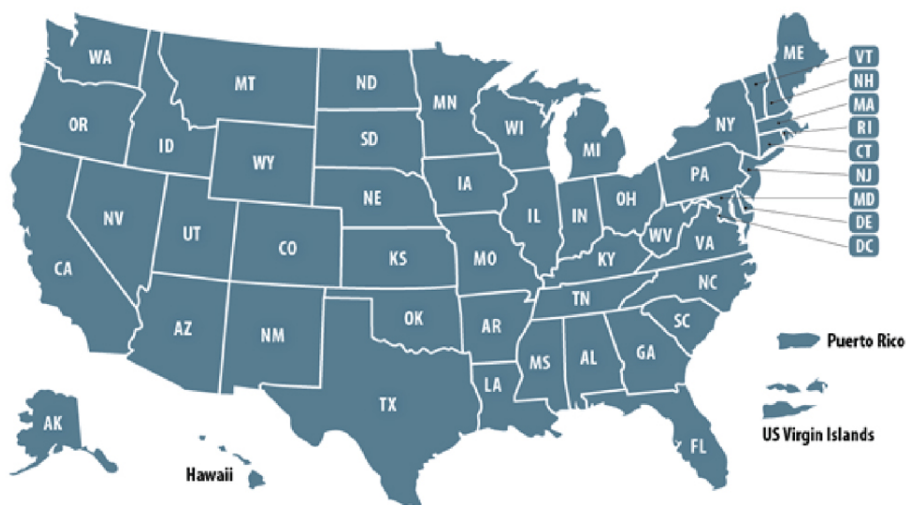 WA
MT
ND
MN
ME
VT
NH
MA
RI
CT
NJ
MD
DE
DC
OR
ID
WY
SD
WI
MI
NY
NV
UT
CO
NE
IA
IL
IN
OH
PA
CA
KS
MO
KY
WV
VA
AZ
NM
OK
AR
TN
NC
SC
TX
LA
MS
AL
GA
FL
AK
Hawaii
Puerto Rico
US Virgin Islands